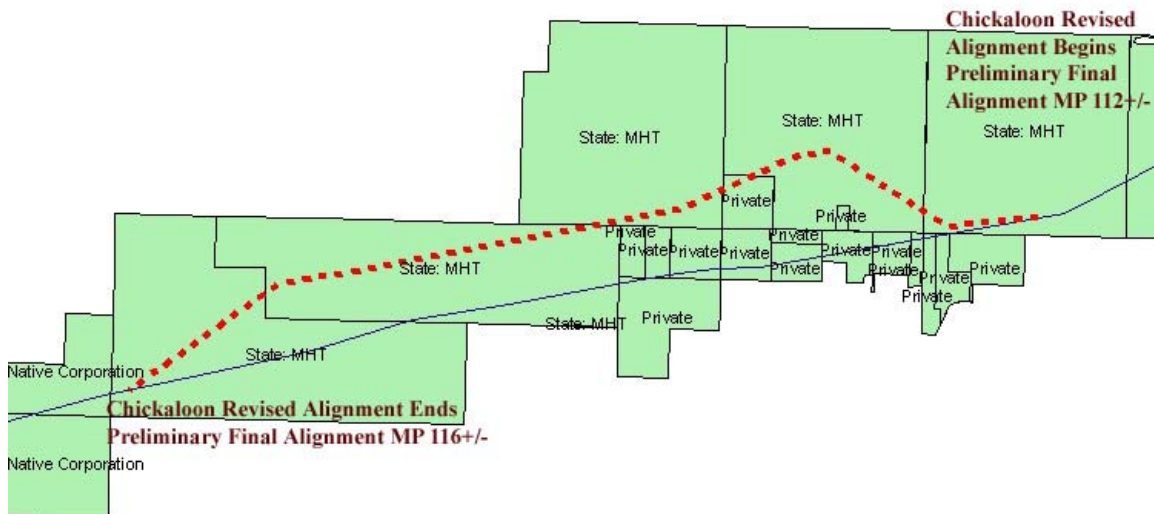 Chickaloon Revised
Alignment Begins
Preliminary Final
Alignment MP 112+/-
State: MHT
State: MHT
State: MHT
Private
Private
Private
Private
Private
Private
Private
Private
Private
Private
Private
Private
Private
Private
State: MHT
Private
Private
State: MHT
Private
State: MHT
Native Corporation
Chickaloon Revised Alignment Ends
Preliminary Final Alignment MP 116+/-
Native Corporation